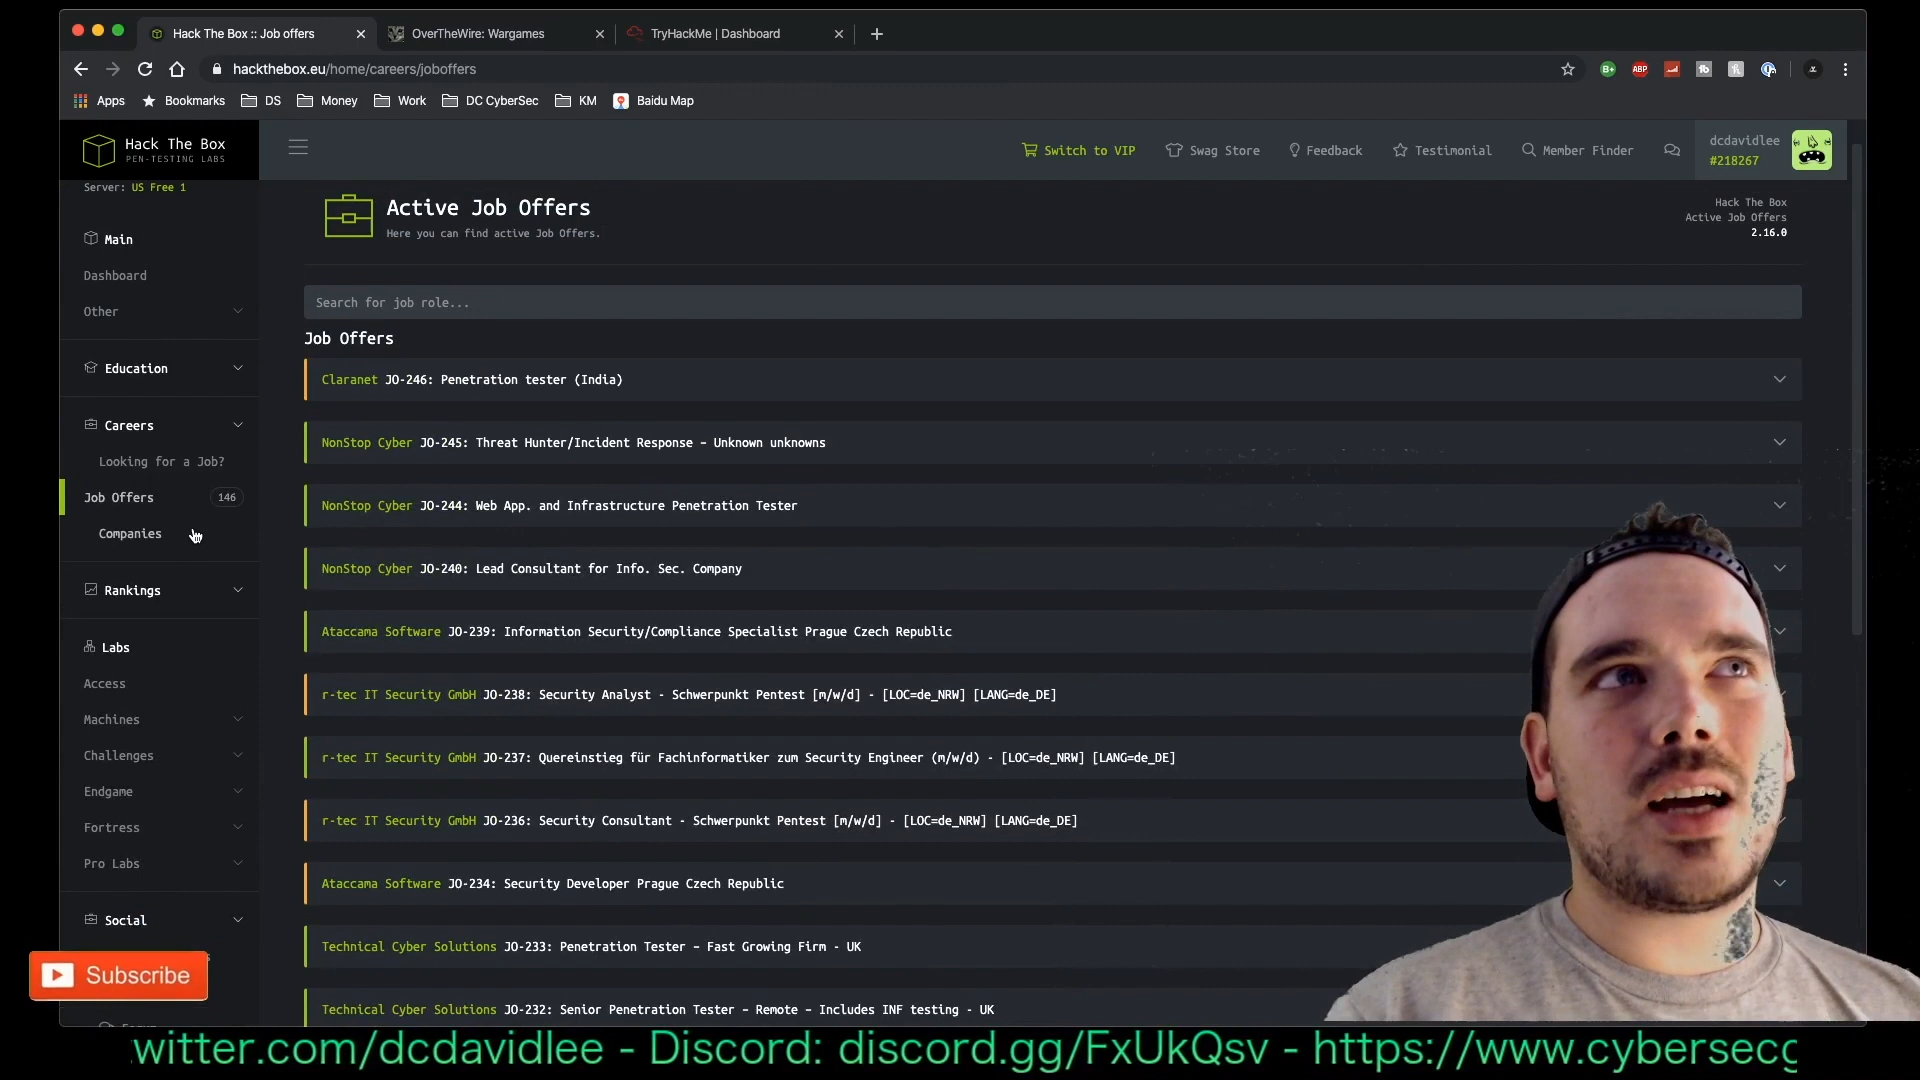 Hack The Box :: Job offers
OverTheWire: Wargames
TryHackMe | Dashboard
hackthebox.eu/home/careers/joboffers
Apps
Bookmarks
DS
Money
Work
DC CyberSec
KM
Baidu Map
Hack The Box
PEN-TESTING LABS
Switch to VIP
Swag Store
Feedback
Testimonial
Member Finder
dcdavidlee
#218267
Server: US Free 1
Main
Dashboard
Other
Education
Careers
Looking for a Job?
Job Offers 146
Companies
Rankings
Labs
Access
Machines
Challenges
Endgame
Fortress
Pro Labs
Social
Active Job Offers
Here you can find active Job Offers.
Hack The Box
Active Job Offers
2.16.0
Search for job role...
Job Offers
Claranet JO-246: Penetration tester (India)
NonStop Cyber JO-245: Threat Hunter/Incident Response – Unknown unknowns
NonStop Cyber JO-244: Web App. and Infrastructure Penetration Tester
NonStop Cyber JO-240: Lead Consultant for Info. Sec. Company
Ataccama Software JO-239: Information Security/Compliance Specialist Prague Czech Republic
r-tec IT Security GmbH JO-238: Security Analyst - Schwerpunkt Pentest [m/w/d] - [LOC=de_NRW] [LANG=de_DE]
r-tec IT Security GmbH JO-237: Quereinstieg für Fachinformatiker zum Security Engineer (m/w/d) - [LOC=de_NRW] [LANG=de_DE]
r-tec IT Security GmbH JO-236: Security Consultant - Schwerpunkt Pentest [m/w/d] - [LOC=de_NRW] [LANG=de_DE]
Ataccama Software JO-234: Security Developer Prague Czech Republic
Technical Cyber Solutions JO-233: Penetration Tester – Fast Growing Firm - UK
Technical Cyber Solutions JO-232: Senior Penetration Tester – Remote – Includes INF testing - UK
Subscribe
witter.com/dcdavidlee - Discord: discord.gg/FxUkQsv - https://www.cybersecg